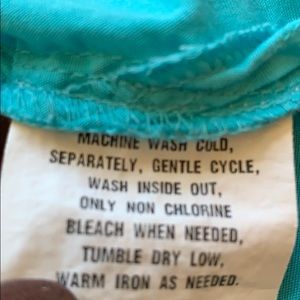 MACHINE WASH COLD,
SEPARATELY, GENTLE CYCLE,
WASH INSIDE OUT,
ONLY NON CHLORINE
BLEACH WHEN NEEDED,
TUMBLE DRY LOW,
WARM IRON AS NEEDED.